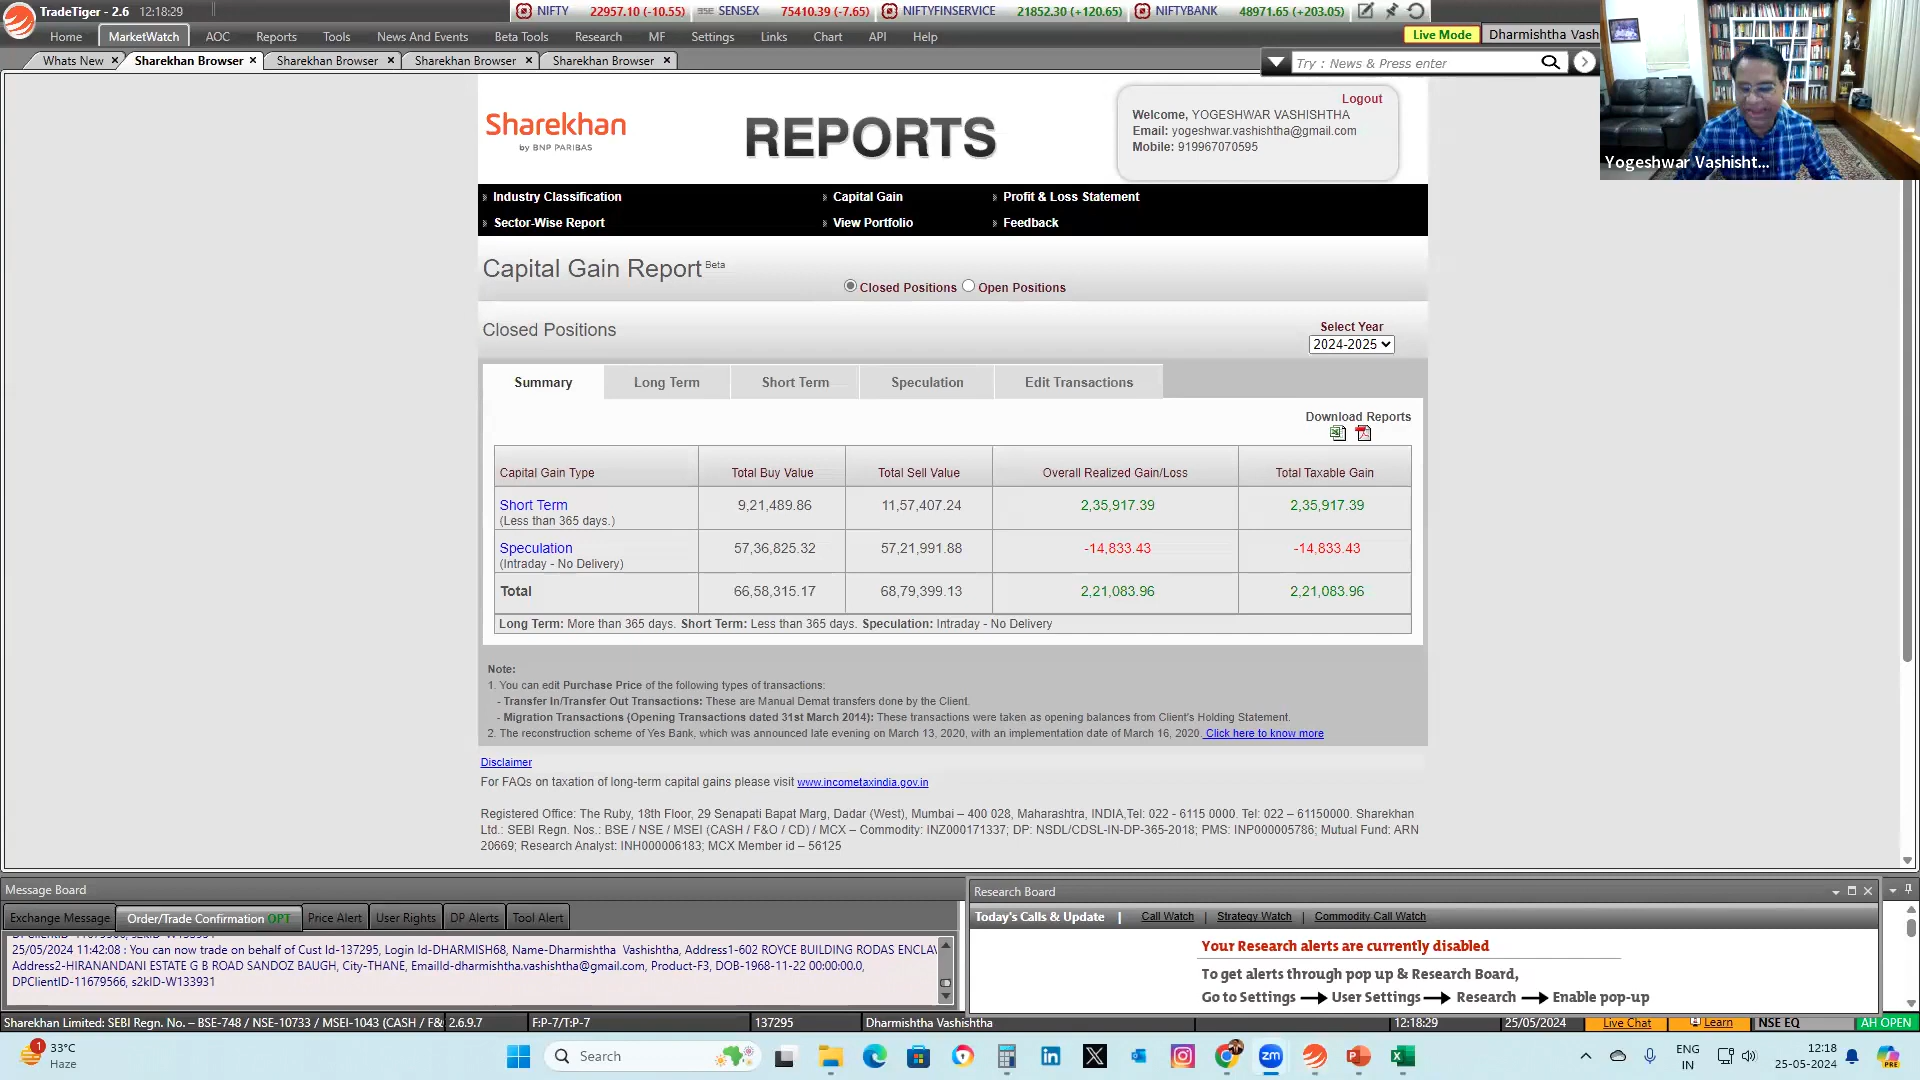 TradeTiger - 2.6 12:18:29
NIFTY 22957.10 (-10.55) SENSEX 75410.39 (-7.65) NIFTYFINSERVICE 21852.30 (+120.65) NIFTYBANK 48971.65 (+203.05)
Home MarketWatch AOC Reports Tools News And Events Beta Tools Research MF Settings Links Chart API Help
Live Mode Dharmishtha Vash
Whats New Sharekhan Browser Sharekhan Browser Sharekhan Browser Sharekhan Browser
Try : News & Press enter
Yogeshwar Vashisht...
Sharekhan
by BNP PARIBAS
REPORTS
Logout
Welcome, YOGESHWAR VASHISHTHA
Email: yogeshwar.vashishtha@gmail.com
Mobile: 919967070595
Industry Classification Capital Gain Profit & Loss Statement
Sector-Wise Report View Portfolio Feedback
Capital Gain Report Beta
Closed Positions Open Positions
Closed Positions
Select Year
2024-2025
Summary Long Term Short Term Speculation Edit Transactions
Download Reports
Capital Gain Type Total Buy Value Total Sell Value Overall Realized Gain/Loss Total Taxable Gain
Short Term 9,21,489.86 11,57,407.24 2,35,917.39 2,35,917.39
(Less than 365 days.)
Speculation 57,36,825.32 57,21,991.88 -14,833.43 -14,833.43
(Intraday - No Delivery)
Total 66,58,315.17 68,79,399.13 2,21,083.96 2,21,083.96
Long Term: More than 365 days. Short Term: Less than 365 days. Speculation: Intraday - No Delivery
Note:
1. You can edit Purchase Price of the following types of transactions:
- Transfer In/Transfer Out Transactions: These are Manual Demat transfers done by the Client.
- Migration Transactions (Opening Transactions dated 31st March 2014): These transactions were taken as opening balances from Client's Holding Statement.
2. The reconstruction scheme of Yes Bank, which was announced late evening on March 13, 2020, with an implementation date of March 16, 2020. Click here to know more
Disclaimer
For FAQs on taxation of long-term capital gains please visit www.incometaxindia.gov.in
Registered Office: The Ruby, 18th Floor, 29 Senapati Bapat Marg, Dadar (West), Mumbai – 400 028, Maharashtra, INDIA,Tel: 022 - 6115 0000. Tel: 022 – 61150000. Sharekhan
Ltd.: SEBI Regn. Nos.: BSE / NSE / MSEI (CASH / F&O / CD) / MCX – Commodity: INZ000171337; DP: NSDL/CDSL-IN-DP-365-2018; PMS: INP000005786; Mutual Fund: ARN
20669; Research Analyst: INH000006183; MCX Member id – 56125
Message Board
Exchange Message Order/Trade Confirmation OPT Price Alert User Rights DP Alerts Tool Alert
25/05/2024 11:42:08 : You can now trade on behalf of Cust Id-137295, Login Id-DHARMISH68, Name-Dharmishtha Vashishtha, Address1-602 ROYCE BUILDING RODAS ENCLAV
Address2-HIRANANDANI ESTATE G B ROAD SANDOZ BAUGH, City-THANE, EmailId-dharmishtha.vashishtha@gmail.com, Product-F3, DOB-1968-11-22 00:00:00.0,
DPClientID-11679566, s2kID-W133931
Research Board
Today's Calls & Update | Call Watch | Strategy Watch | Commodity Call Watch
Your Research alerts are currently disabled
To get alerts through pop up & Research Board,
Go to Settings → User Settings → Research → Enable pop-up
Sharekhan Limited: SEBI Regn. No. – BSE-748 / NSE-10733 / MSEI-1043 (CASH / F& 2.6.9.7 F:P-7/T:P-7 137295 Dharmishtha Vashishtha 12:18:29 25/05/2024 Live Chat Learn NSE EQ AH OPEN
1
33°C
Haze
Search
zm
ENG
IN
12:18
25-05-2024
PRE